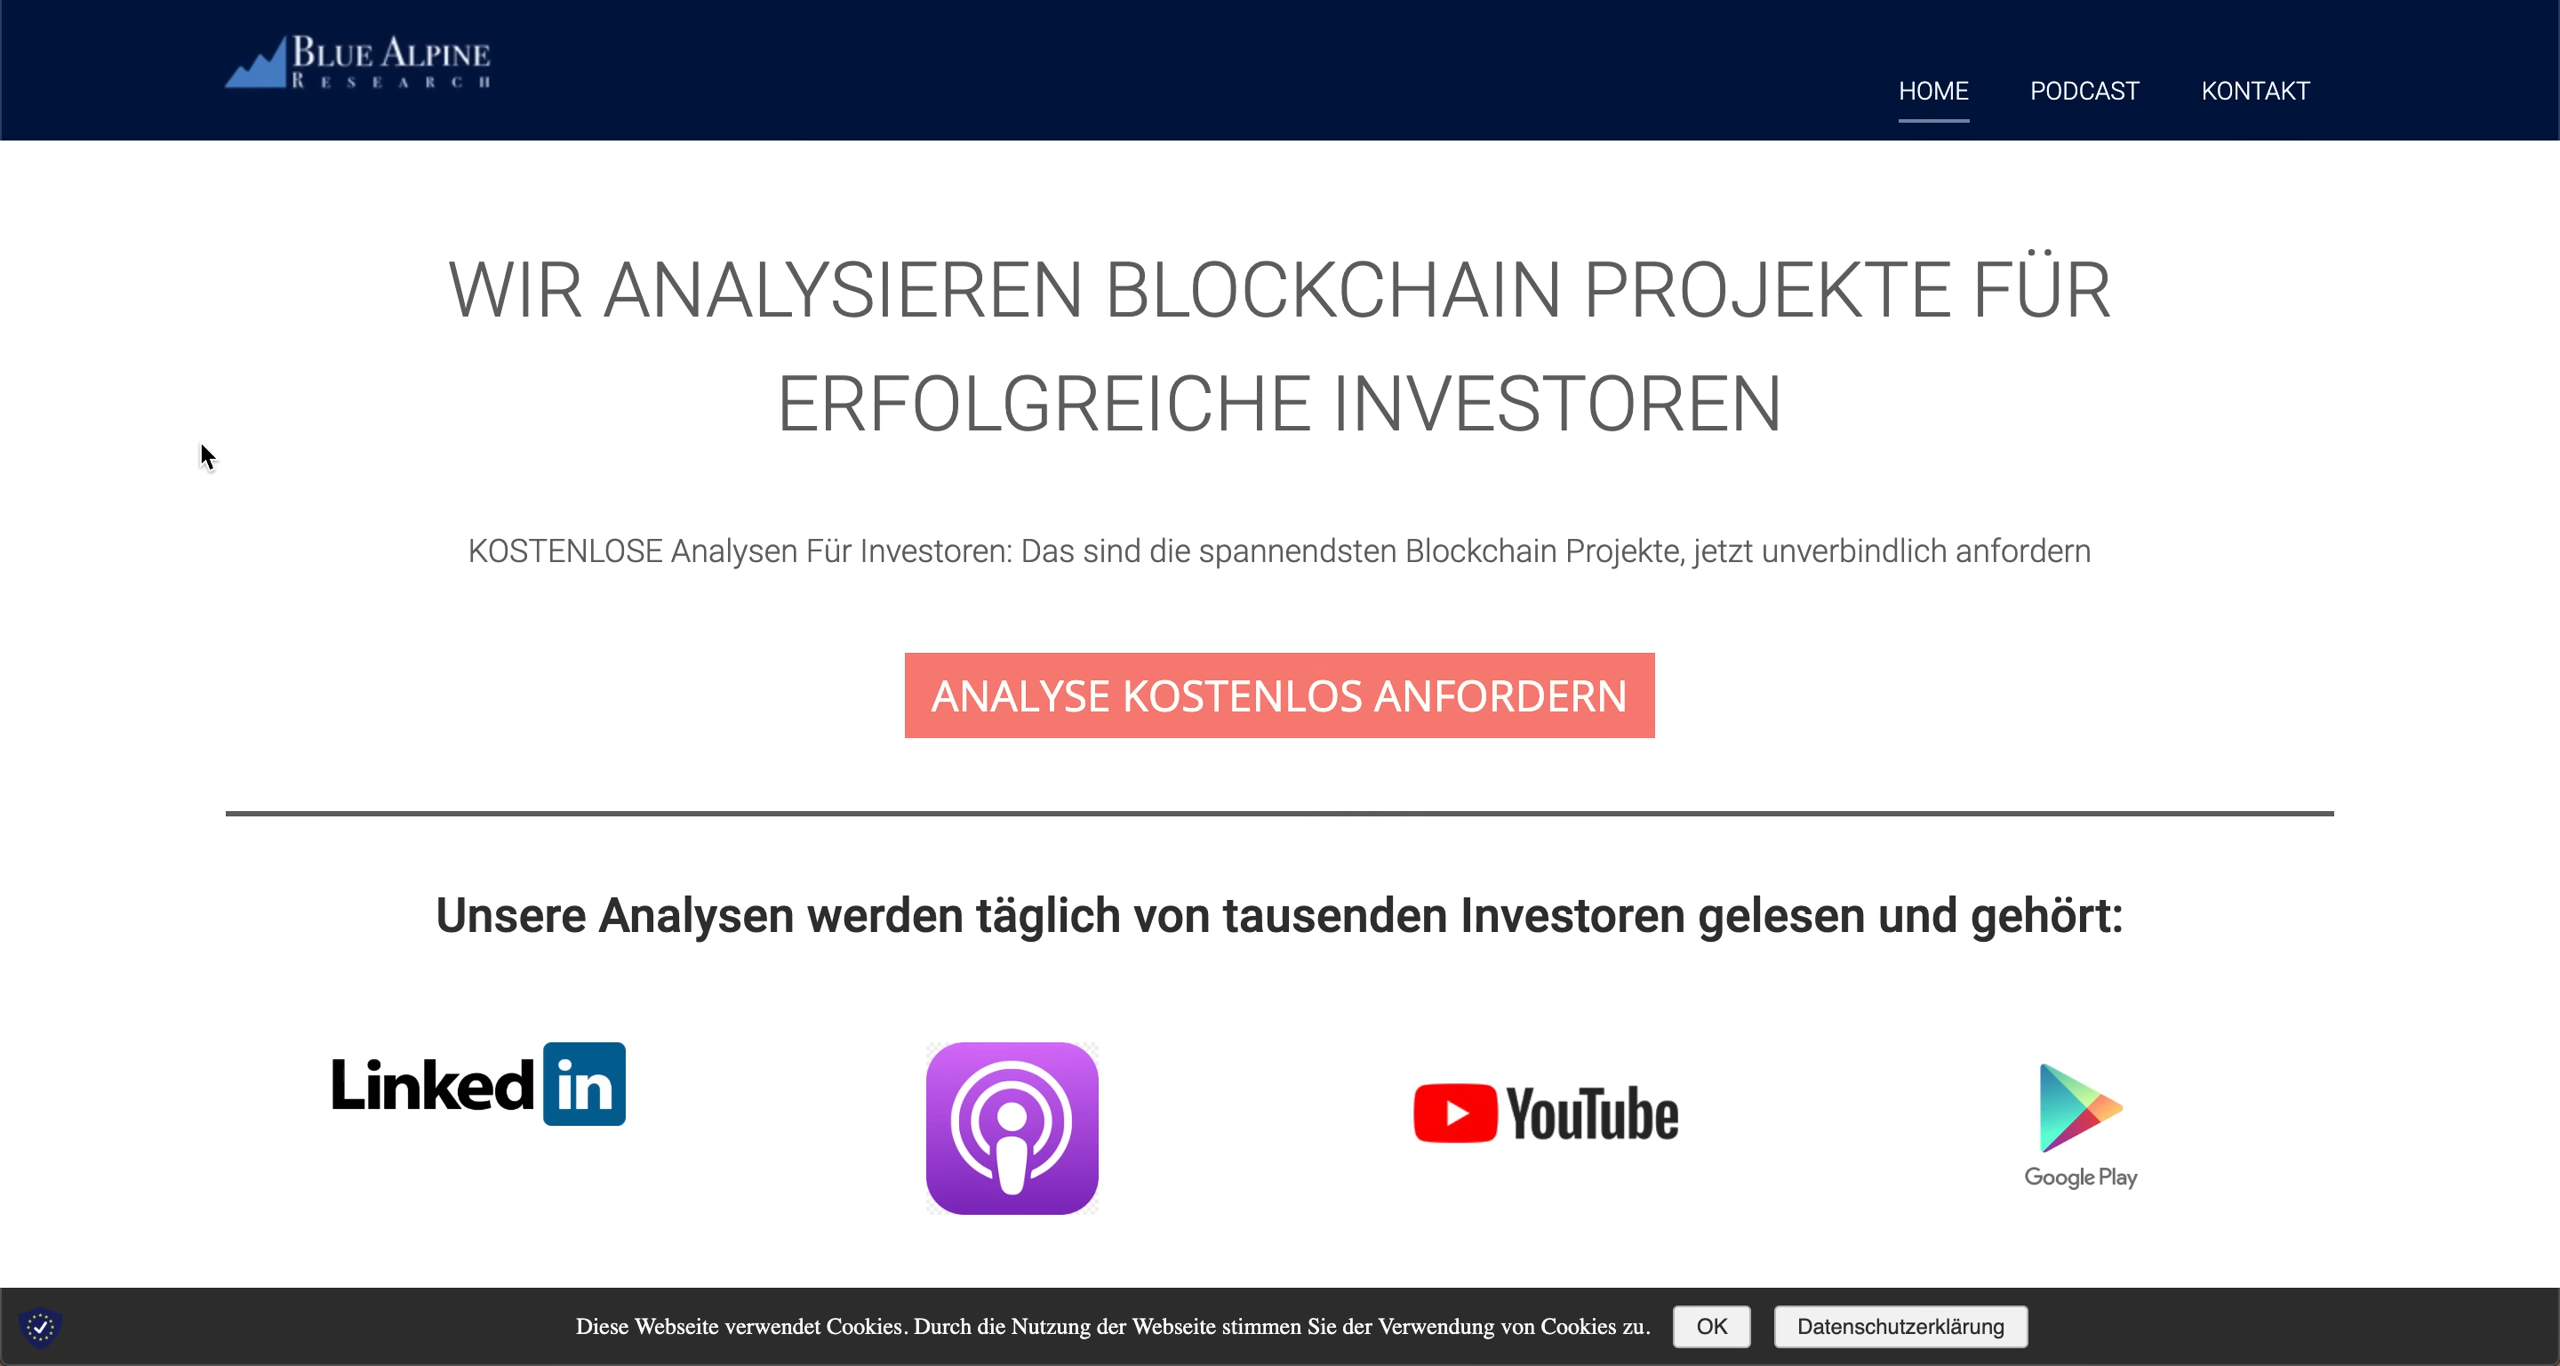 BLUE ALPINE
RESEARCH
HOME PODCAST KONTAKT
WIR ANALYSIEREN BLOCKCHAIN PROJEKTE FÜR
ERFOLGREICHE INVESTOREN
KOSTENLOSE Analysen Für Investoren: Das sind die spannendsten Blockchain Projekte, jetzt unverbindlich anfordern
ANALYSE KOSTENLOS ANFORDERN
Unsere Analysen werden täglich von tausenden Investoren gelesen und gehört:
Linked in
YouTube
Google Play
Diese Webseite verwendet Cookies. Durch die Nutzung der Webseite stimmen Sie der Verwendung von Cookies zu. OK Datenschutzerklärung